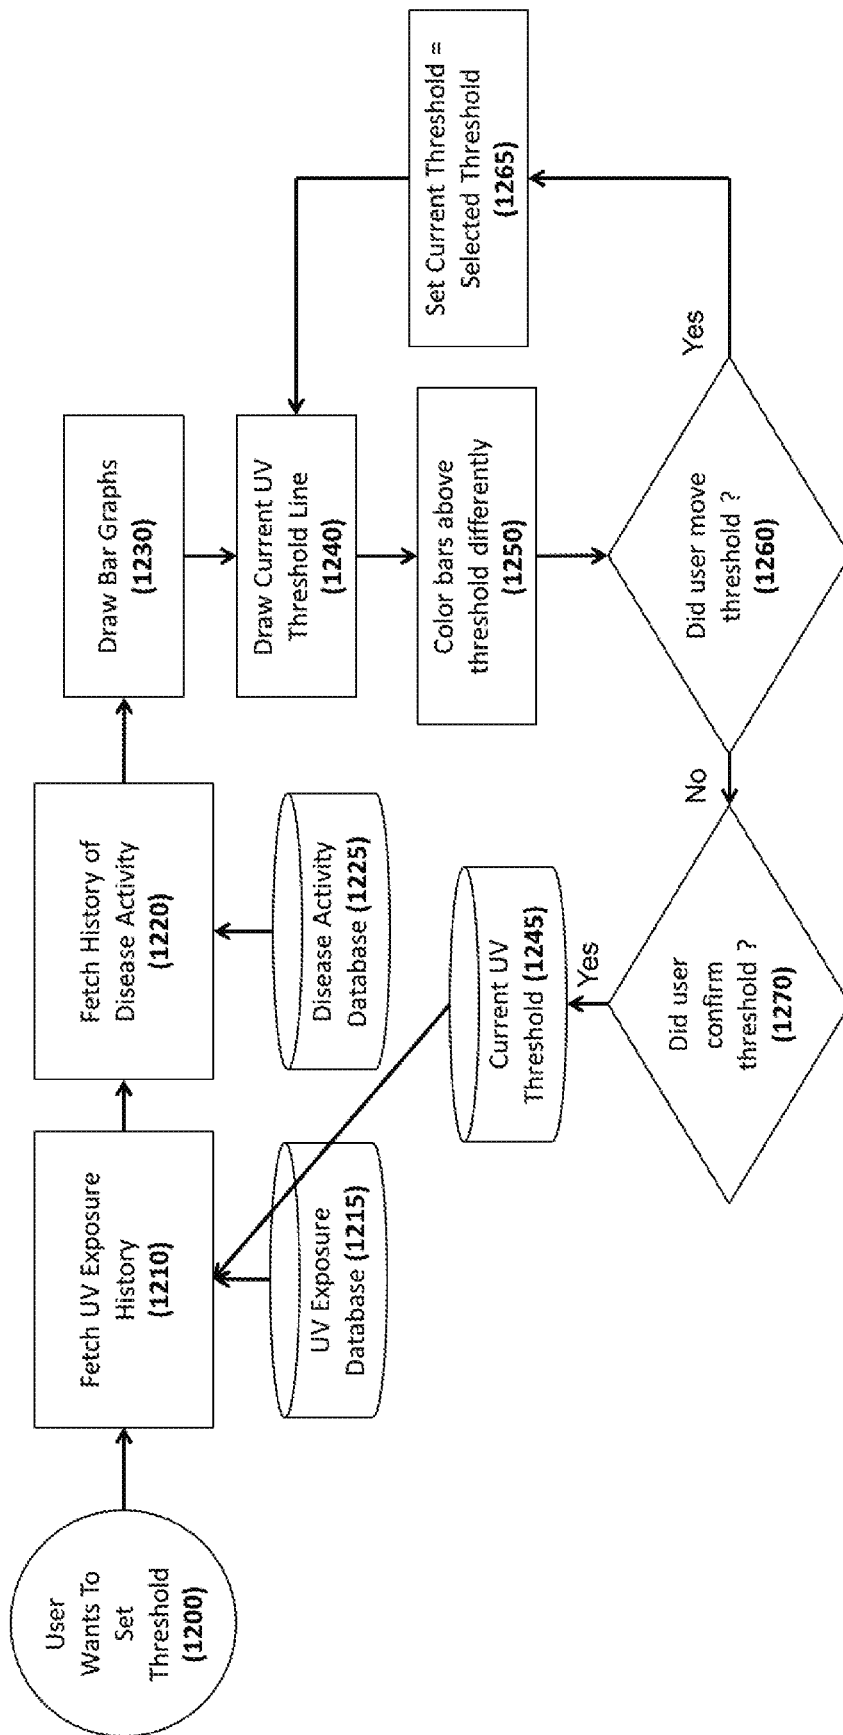 User
Wants To
Set
Threshold
(1200)
Fetch UV Exposure
History
(1210)
UV Exposure
Database (1215)
Fetch History of
Disease Activity
(1220)
Disease Activity
Database (1225)
Draw Bar Graphs
(1230)
Draw Current UV
Threshold Line
(1240)
Color bars above
threshold differently
(1250)
Did user move
threshold ?
(1260)
Yes
Set Current Threshold =
Selected Threshold
(1265)
No
Did user
confirm
threshold ?
(1270)
Yes
Current UV
Threshold (1245)